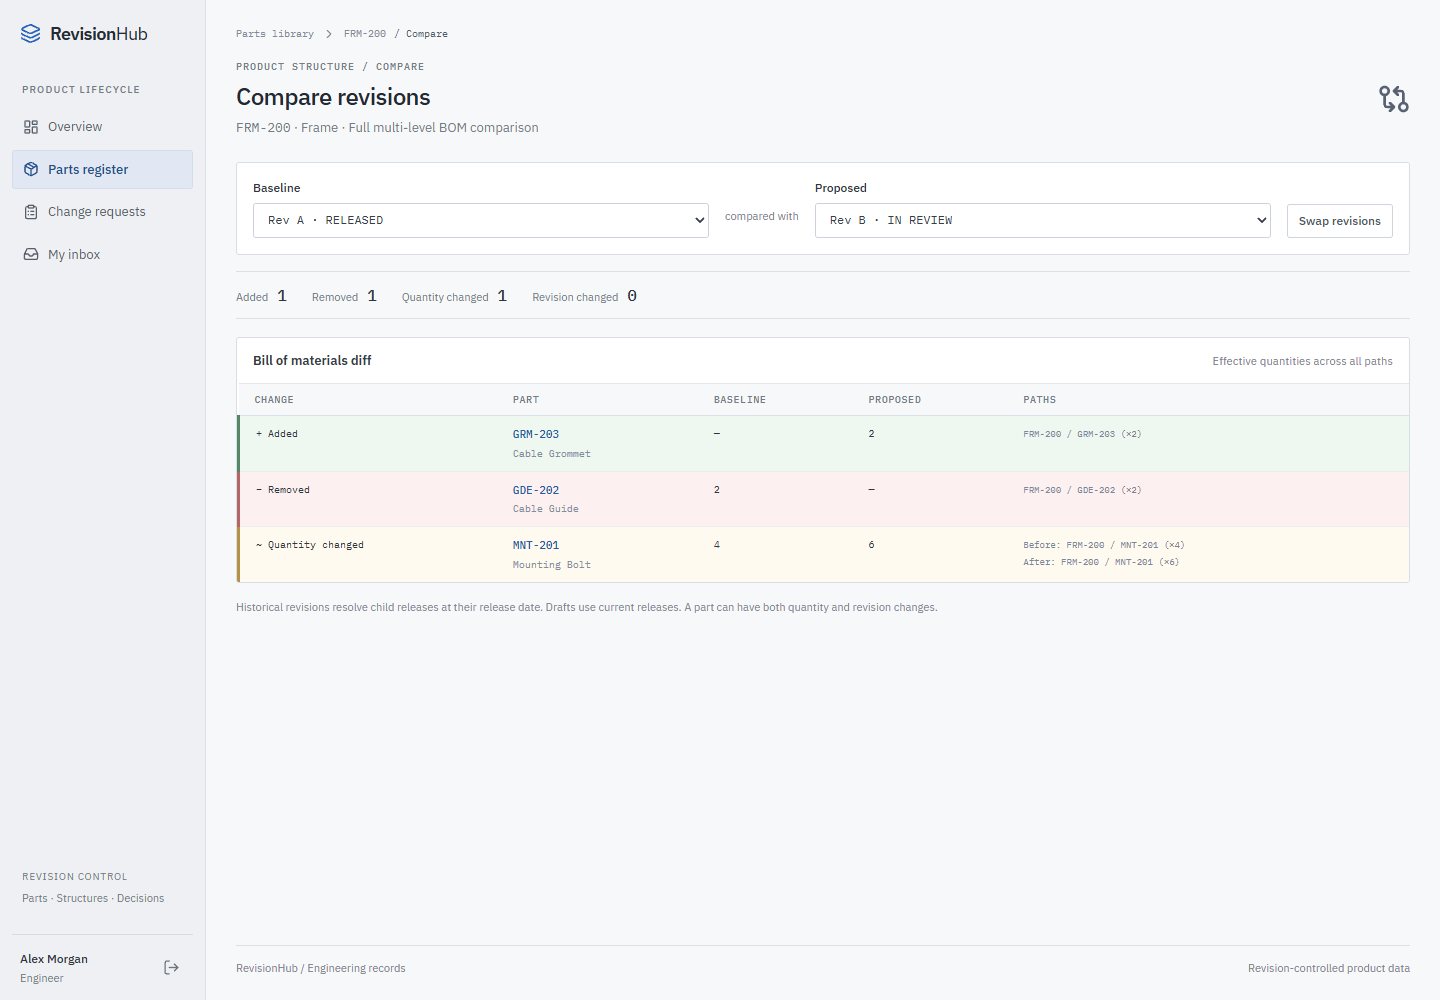 RevisionHub
PRODUCT LIFECYCLE
Overview
Parts register
Change requests
My inbox
REVISION CONTROL
Parts · Structures · Decisions
Alex Morgan
Engineer
Parts library > FRM-200 / Compare
PRODUCT STRUCTURE / COMPARE
Compare revisions
FRM-200 · Frame · Full multi-level BOM comparison
Baseline
Rev A · RELEASED
compared with
Proposed
Rev B · IN REVIEW
Swap revisions
Added 1 Removed 1 Quantity changed 1 Revision changed 0
Bill of materials diff
Effective quantities across all paths
CHANGE PART BASELINE PROPOSED PATHS
+ Added GRM-203 — 2 FRM-200 / GRM-203 (×2)
Cable Grommet
− Removed GDE-202 2 — FRM-200 / GDE-202 (×2)
Cable Guide
~ Quantity changed MNT-201 4 6 Before: FRM-200 / MNT-201 (×4)
Mounting Bolt After: FRM-200 / MNT-201 (×6)
Historical revisions resolve child releases at their release date. Drafts use current releases. A part can have both quantity and revision changes.
RevisionHub / Engineering records
Revision-controlled product data